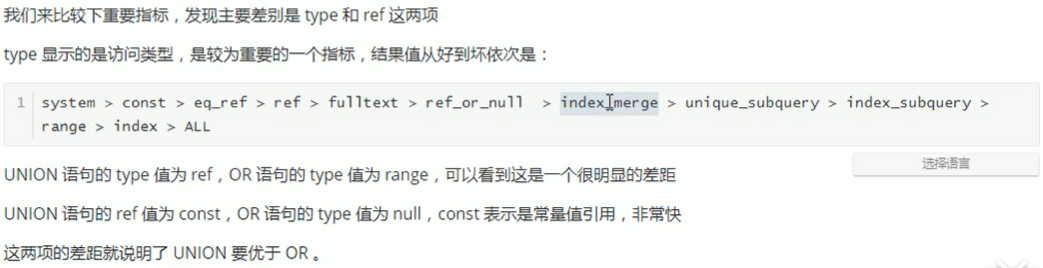 我们来比较下重要指标，发现主要差别是 type 和 ref 这两项
type 显示的是访问类型，是较为重要的一个指标，结果值从好到坏依次是：
1 system > const > eq_ref > ref > fulltext > ref_or_null > index_merge > unique_subquery > index_subquery >
range > index > ALL
选择语言
UNION 语句的 type 值为 ref，OR 语句的 type 值为 range，可以看到这是一个很明显的差距
UNION 语句的 ref 值为 const，OR 语句的 type 值为 null，const 表示是常量值引用，非常快
这两项的差距就说明了 UNION 要优于 OR 。